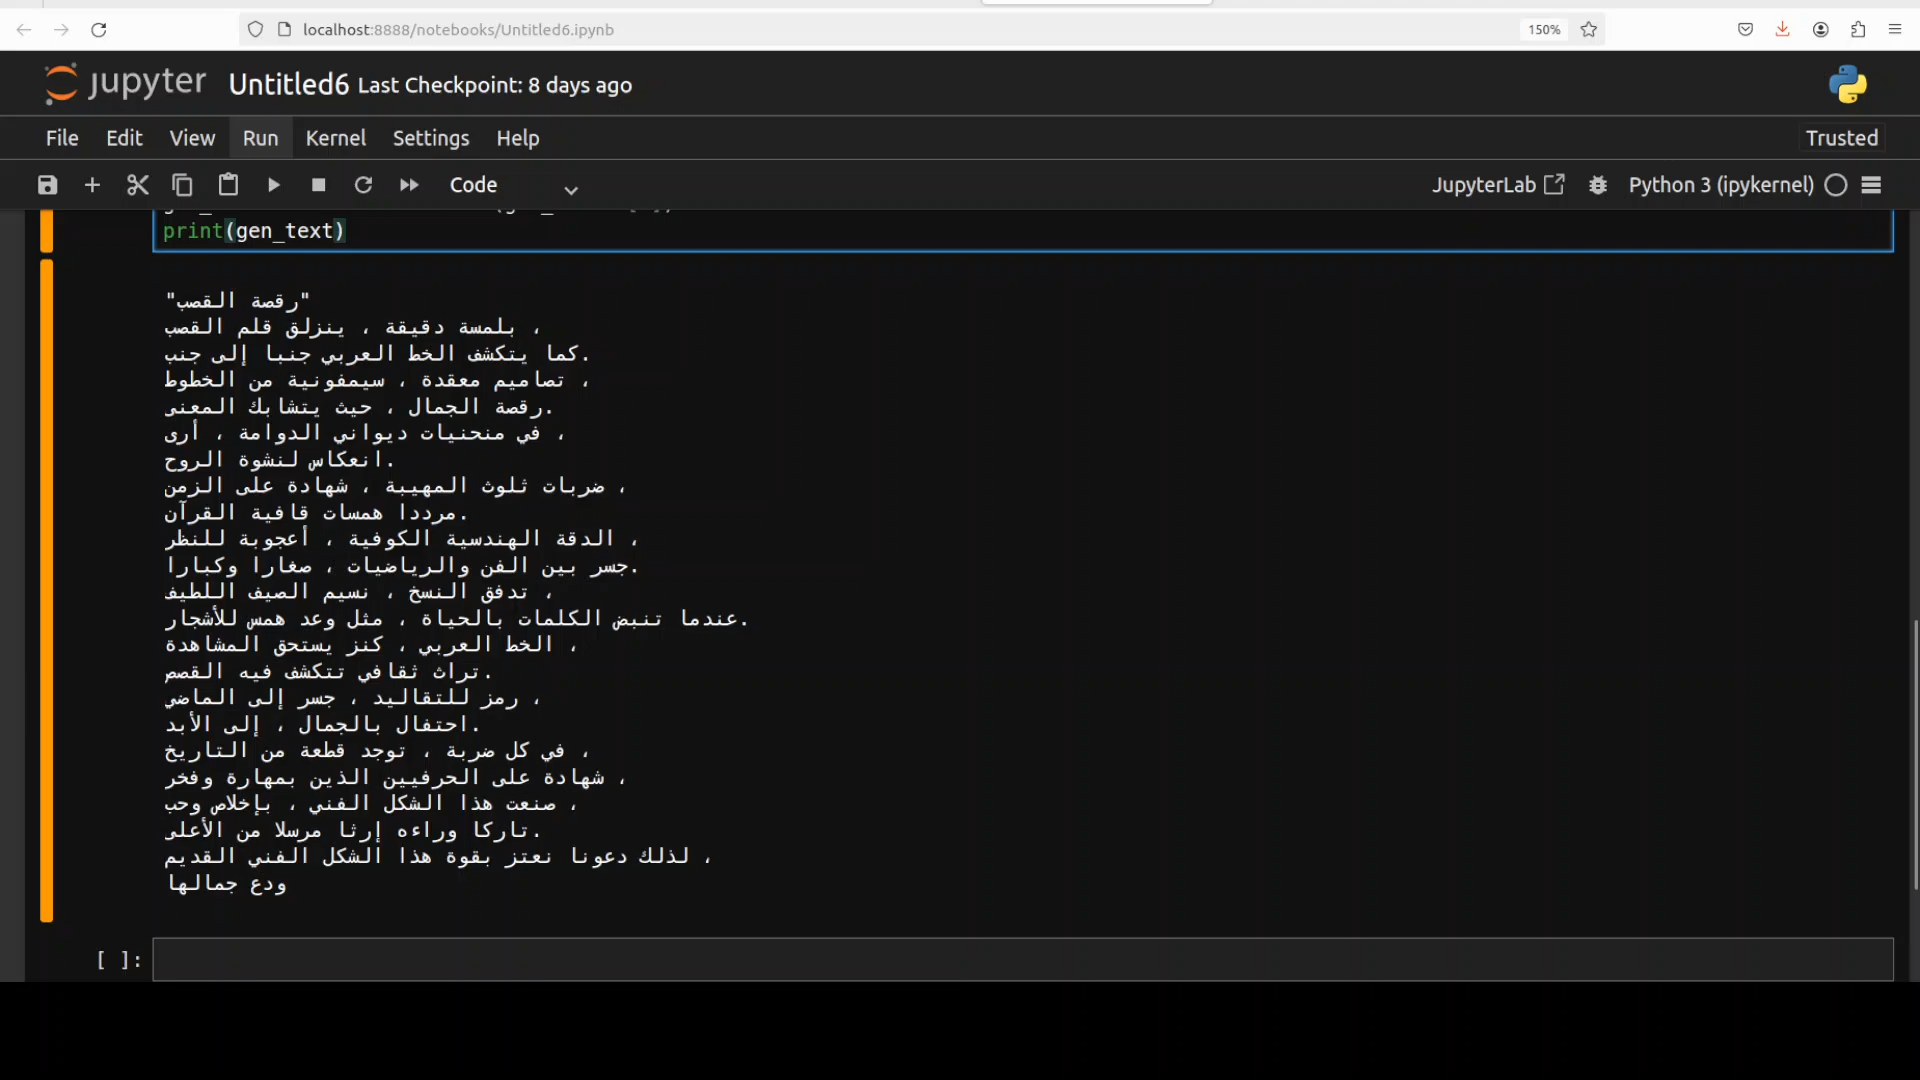 localhost:8888/notebooks/Untitled6.ipynb
150%
jupyter Untitled6 Last Checkpoint: 8 days ago
File Edit View Run Kernel Settings Help
Trusted
Code
JupyterLab
Python 3 (ipykernel)
print(gen_text)
"رقصة القصب"
بلمسة دقيقة ، ينزلق قلم القصب ،
كما يتكشف الخط العربي جنبا إلى جنب.
تصاميم معقدة ، سيمفونية من الخطوط ،
رقصة الجمال ، حيث يتشابك المعنى.
في منحنيات ديواني الدوامة ، أرى ،
انعكاس لنشوة الروح.
ضربات ثلوث المهيبة ، شهادة على الزمن ،
مرددا همسات قافية القرآن.
الدقة الهندسية الكوفية ، أعجوبة للنظر ،
جسر بين الفن والرياضيات ، صغارا وكبارا.
تدفق النسخ ، نسيم الصيف اللطيف ،
عندما تنبض الكلمات بالحياة ، مثل وعد همس للأشجار.
الخط العربي ، كنز يستحق المشاهدة ،
تراث ثقافي تتكشف فيه القصص.
رمز للتقاليد ، جسر إلى الماضي ،
احتفال بالجمال ، إلى الأبد.
في كل ضربة ، توجد قطعة من التاريخ ،
شهادة على الحرفيين الذين بمهارة وفخر ،
صنعت هذا الشكل الفني ، بإخلاص وحب ،
تاركا وراءه إرثا مرسلا من الأعلى.
لذلك دعونا نعتز بقوة هذا الشكل الفني القديم ،
ودع جمالها
[ ]: